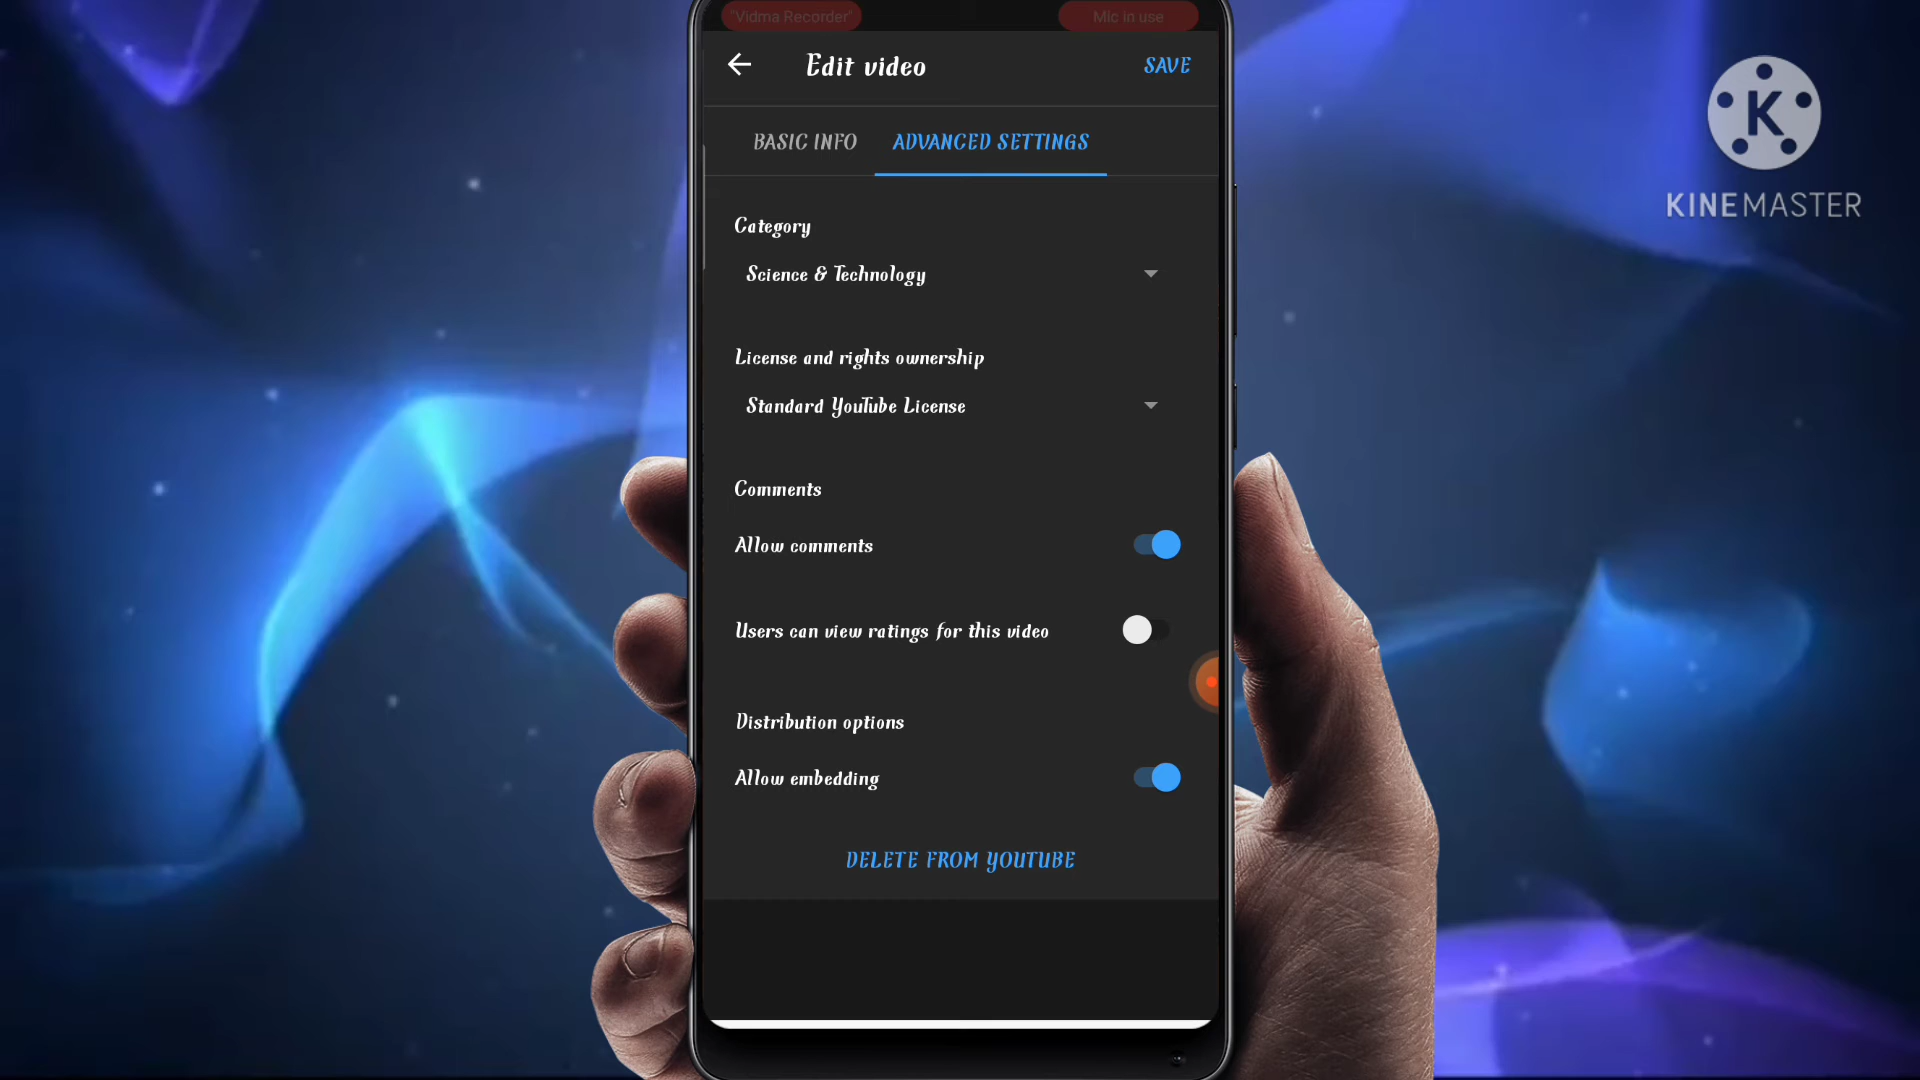 "Vidma Recorder"
Mic in use
Edit video
SAVE
BASIC INFO
ADVANCED SETTINGS
Category
Science & Technology
License and rights ownership
Standard YouTube License
Comments
Allow comments
Users can view ratings for this video
Distribution options
Allow embedding
DELETE FROM YOUTUBE
K
KINEMASTER